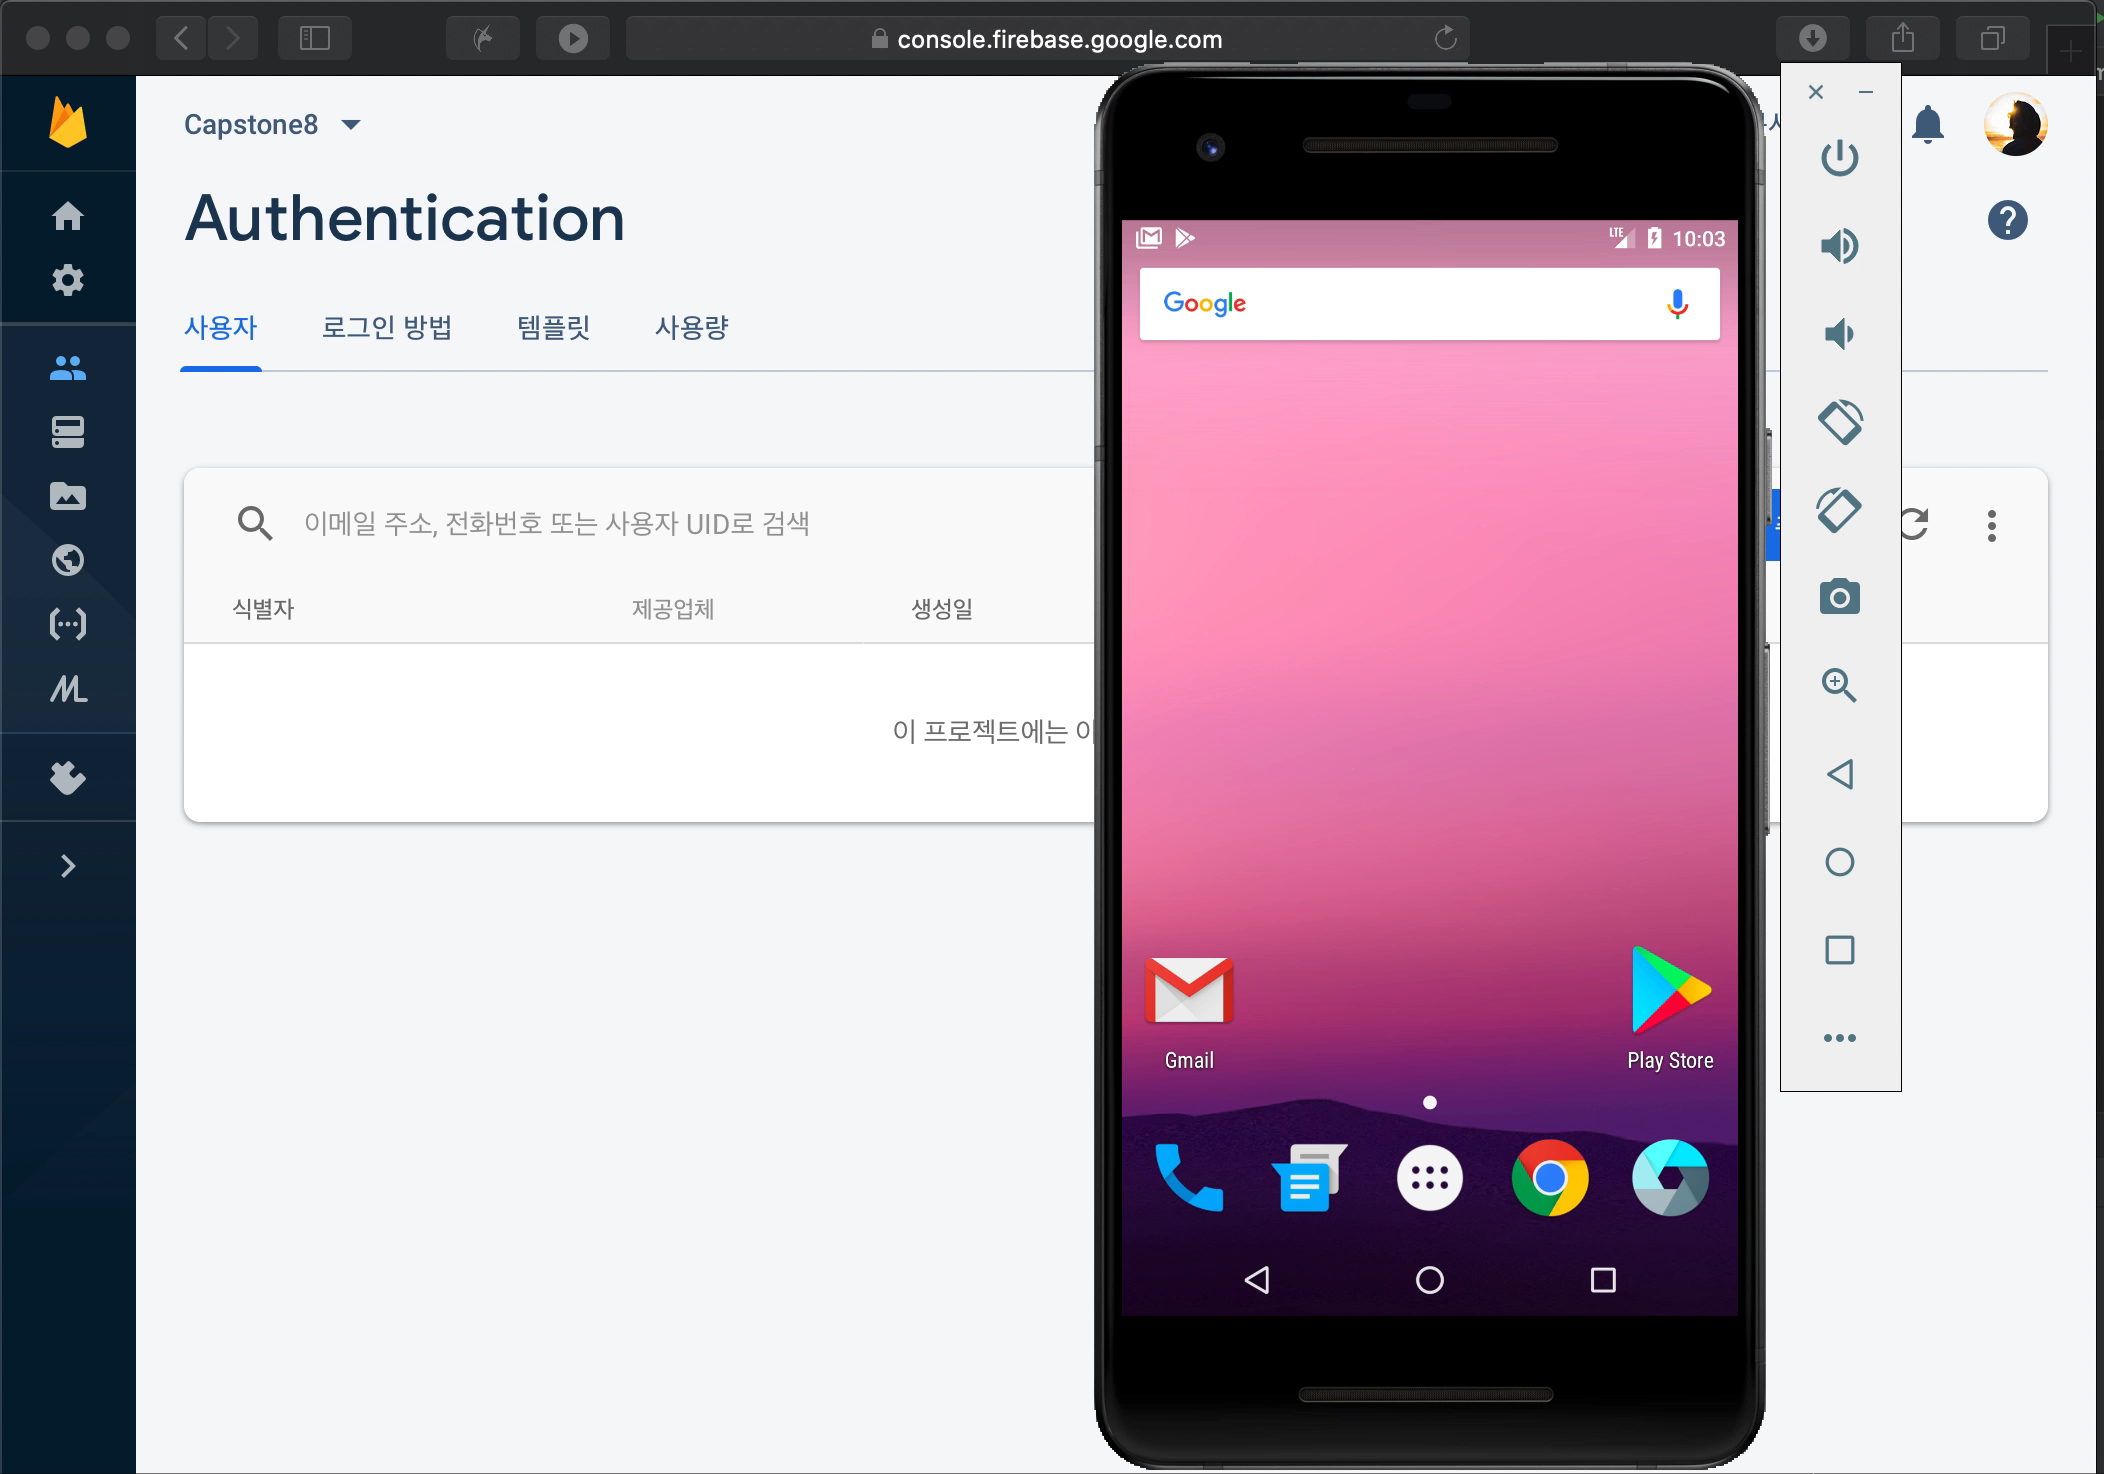 console.firebase.google.com
Capstone8
Authentication
사용자 로그인 방법 템플릿 사용량
이메일 주소, 전화번호 또는 사용자 UID로 검색
식별자 제공업체 생성일
이 프로젝트에는
LTE 10:03
Google
Gmail
Play Store